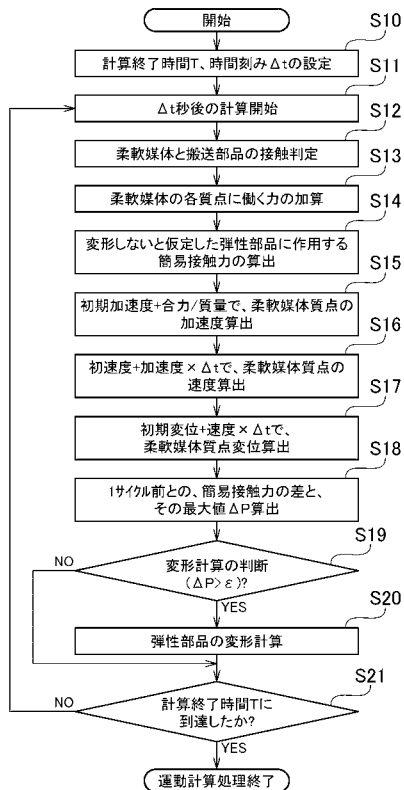 開始
S10
計算終了時間T、時間刻みΔtの設定
S11
Δt秒後の計算開始
S12
柔軟媒体と搬送部品の接触判定
S13
柔軟媒体の各質点に働く力の加算
S14
変形しないと仮定した弾性部品に作用する
簡易接触力の算出
S15
初期加速度+合力/質量で、柔軟媒体質点の
加速度算出
S16
初速度+加速度×Δtで、柔軟媒体質点の
速度算出
S17
初期変位+速度×Δtで、
柔軟媒体質点変位算出
S18
1サイクル前との、簡易接触力の差と、
その最大値ΔP算出
S19
NO
変形計算の判断
(ΔP>ε)?
YES
S20
弾性部品の変形計算
S21
NO
計算終了時間Tに
到達したか?
YES
運動計算処理終了